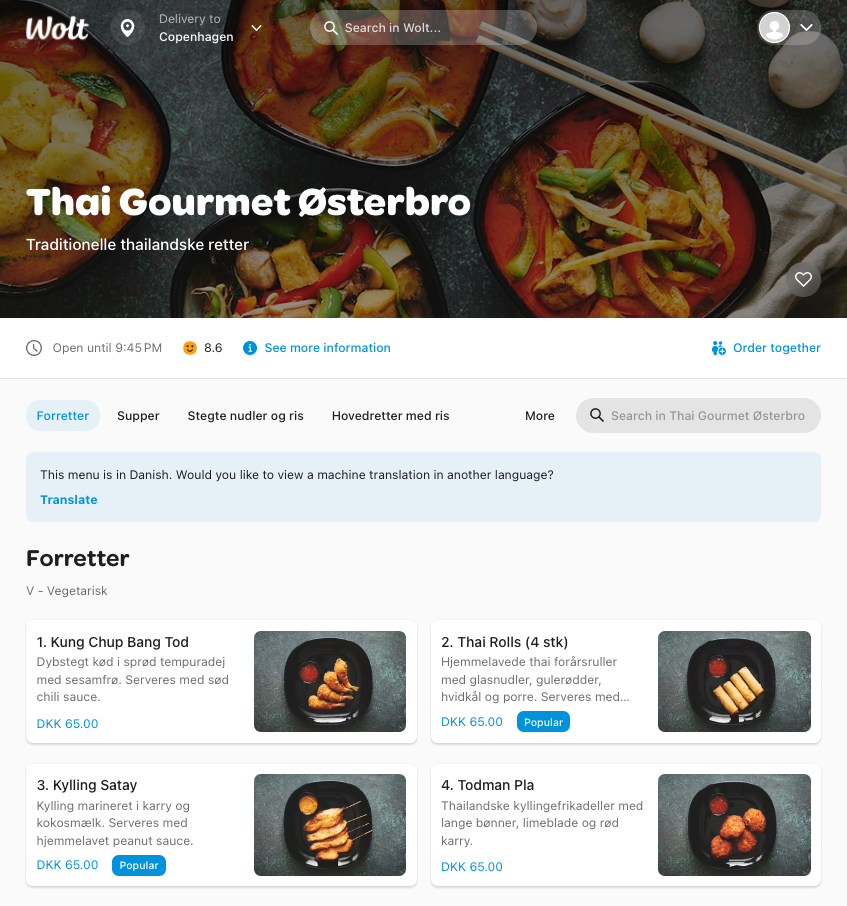 Wolt
Delivery to
Copenhagen
Search in Wolt...
Thai Gourmet Østerbro
Traditionelle thailandske retter
Open until 9:45 PM
8.6
See more information
Order together
Forretter
Supper
Stegte nudler og ris
Hovedretter med ris
More
Search in Thai Gourmet Østerbro
This menu is in Danish. Would you like to view a machine translation in another language?
Translate
Forretter
V - Vegetarisk
1. Kung Chup Bang Tod
Dybstegt kød i sprød tempuradej
med sesamfrø. Serveres med sød
chili sauce.
DKK 65.00
2. Thai Rolls (4 stk)
Hjemmelavede thai forårsruller
med glasnudler, gulerødder,
hvidkål og porre. Serveres med...
DKK 65.00
Popular
3. Kylling Satay
Kylling marineret i karry og
kokosmælk. Serveres med
hjemmelavet peanut sauce.
DKK 65.00
Popular
4. Todman Pla
Thailandske kyllingefrikadeller med
lange bønner, limeblade og rød
karry.
DKK 65.00